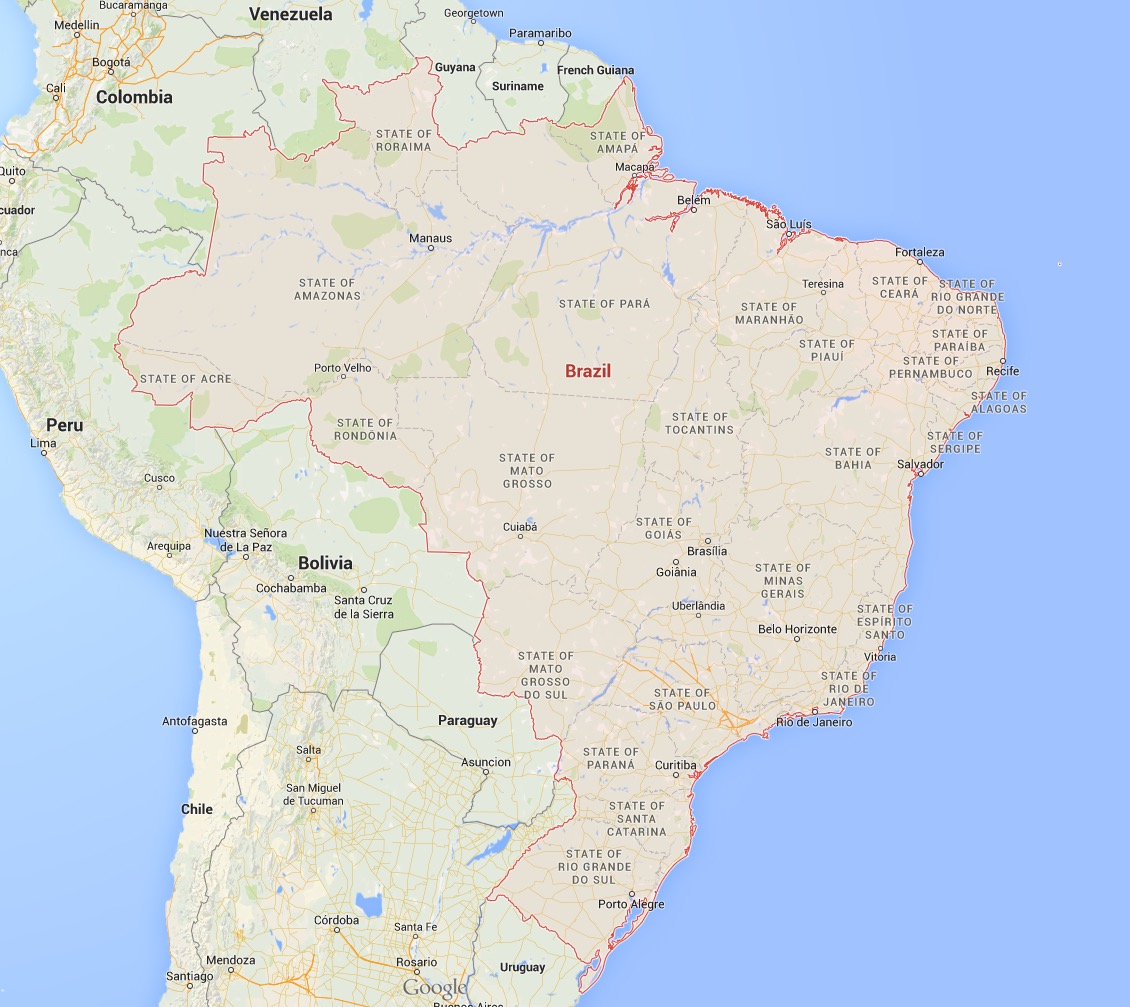 Bucaramanga
Venezuela
Georgetown
Medellin
Paramaribo
Bogotá
Guyana
French Guiana
Cali
Suriname
Colombia
STATE OF
RORAIMA
STATE OF
AMAPÁ
Macapá
Quito
Belém
cuador
São Luís
Manaus
nca
Fortaleza
STATE OF
AMAZONAS
Teresina
STATE OF
CEARÁ
STATE OF
RIO GRANDE
DO NORTE
STATE OF PARÁ
STATE OF
MARANHÃO
STATE OF
PARAÍBA
STATE OF
PIAUÍ
STATE OF
PERNAMBUCO
Porto Velho
Brazil
Recife
STATE OF ACRE
STATE OF
ALAGOAS
Peru
STATE OF
RONDÔNIA
STATE OF
TOCANTINS
Lima
STATE OF
SERGIPE
STATE OF
MATO
GROSSO
STATE OF
BAHIA
Salvador
Cusco
Cuiabá
STATE OF
GOIÁS
Nuestra Señora
de La Paz
Arequipa
Brasília
Bolivia
Goiânia
STATE OF
MINAS
GERAIS
Cochabamba
Santa Cruz
de la Sierra
Uberlândia
STATE OF
ESPÍRITO
SANTO
Belo Horizonte
Vitória
STATE OF
MATO
GROSSO
DO SUL
STATE OF
RIO DE
JANEIRO
STATE OF
SÃO PAULO
Antofagasta
Paraguay
Rio de Janeiro
Salta
STATE OF
PARANÁ
Asuncion
Curitiba
San Miguel
de Tucuman
Chile
STATE OF
SANTA
CATARINA
STATE OF
RIO GRANDE
DO SUL
Porto Alegre
Córdoba
Santa Fe
Mendoza
Rosario
Uruguay
Santiago
Google
Buenos Aires